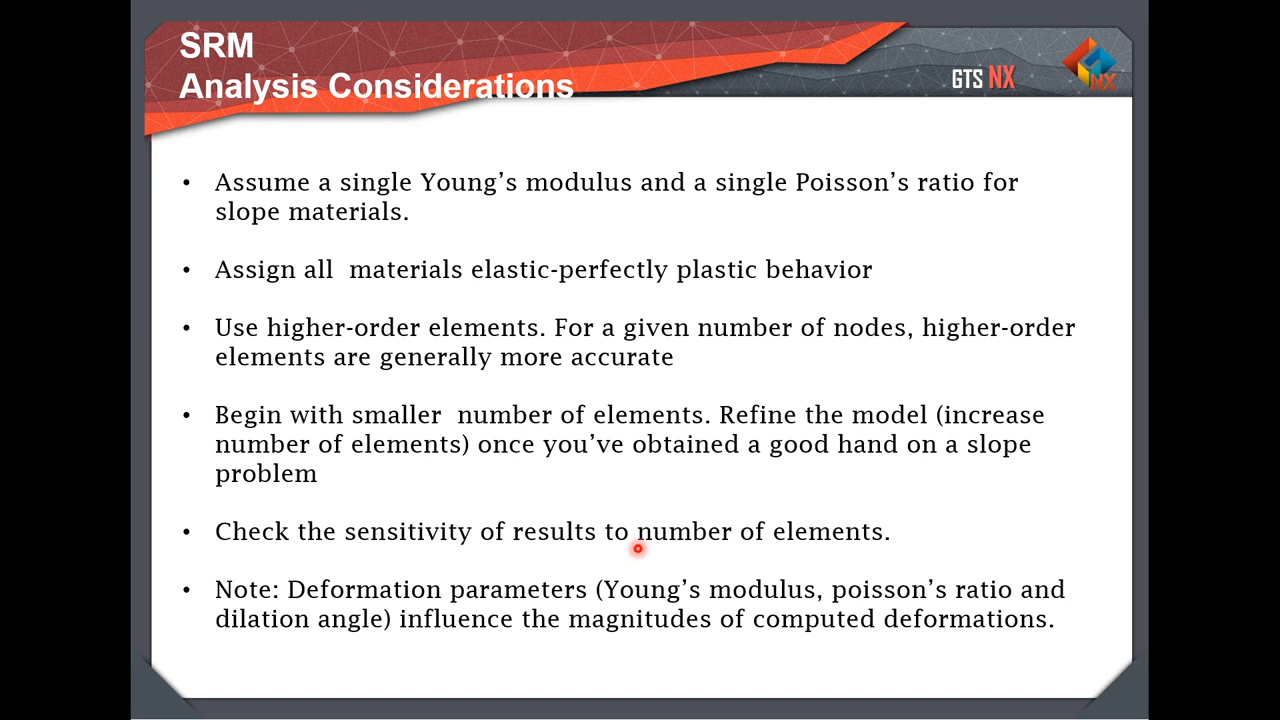 SRM
Analysis Considerations
GTS NX
NX
• Assume a single Young's modulus and a single Poisson's ratio for
slope materials.
• Assign all  materials elastic-perfectly plastic behavior
• Use higher-order elements. For a given number of nodes, higher-order
elements are generally more accurate
• Begin with smaller  number of elements. Refine the model (increase
number of elements) once you've obtained a good hand on a slope
problem
• Check the sensitivity of results to number of elements.
• Note: Deformation parameters (Young's modulus, poisson's ratio and
dilation angle) influence the magnitudes of computed deformations.